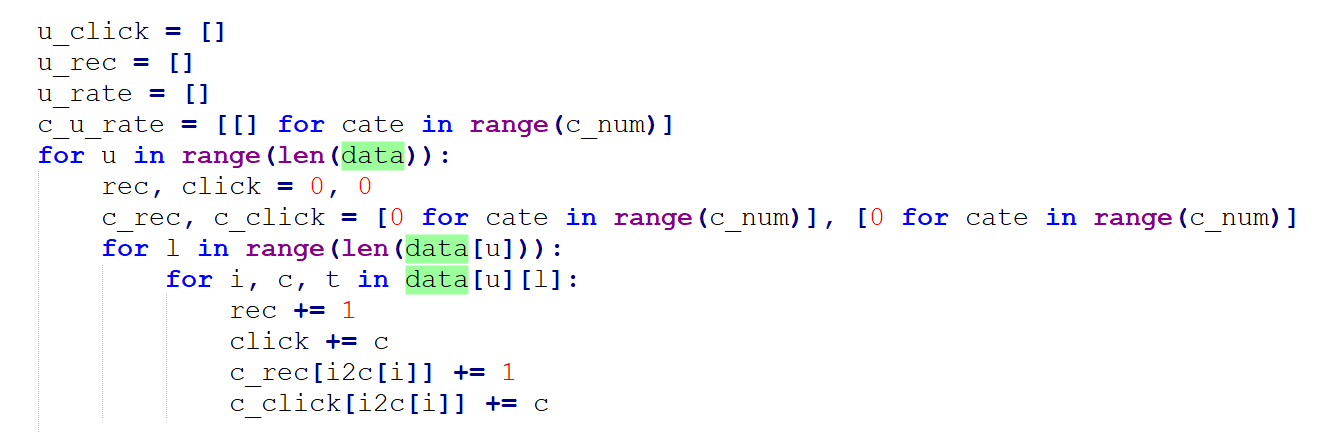 u_click = []
u_rec = []
u_rate = []
c_u_rate = [[] for cate in range(c_num)]
for u in range(len(data)):
    rec, click = 0, 0
    c_rec, c_click = [0 for cate in range(c_num)], [0 for cate in range(c_num)]
    for l in range(len(data[u])):
        for i, c, t in data[u][l]:
            rec += 1
            click += c
            c_rec[i2c[i]] += 1
            c_click[i2c[i]] += c